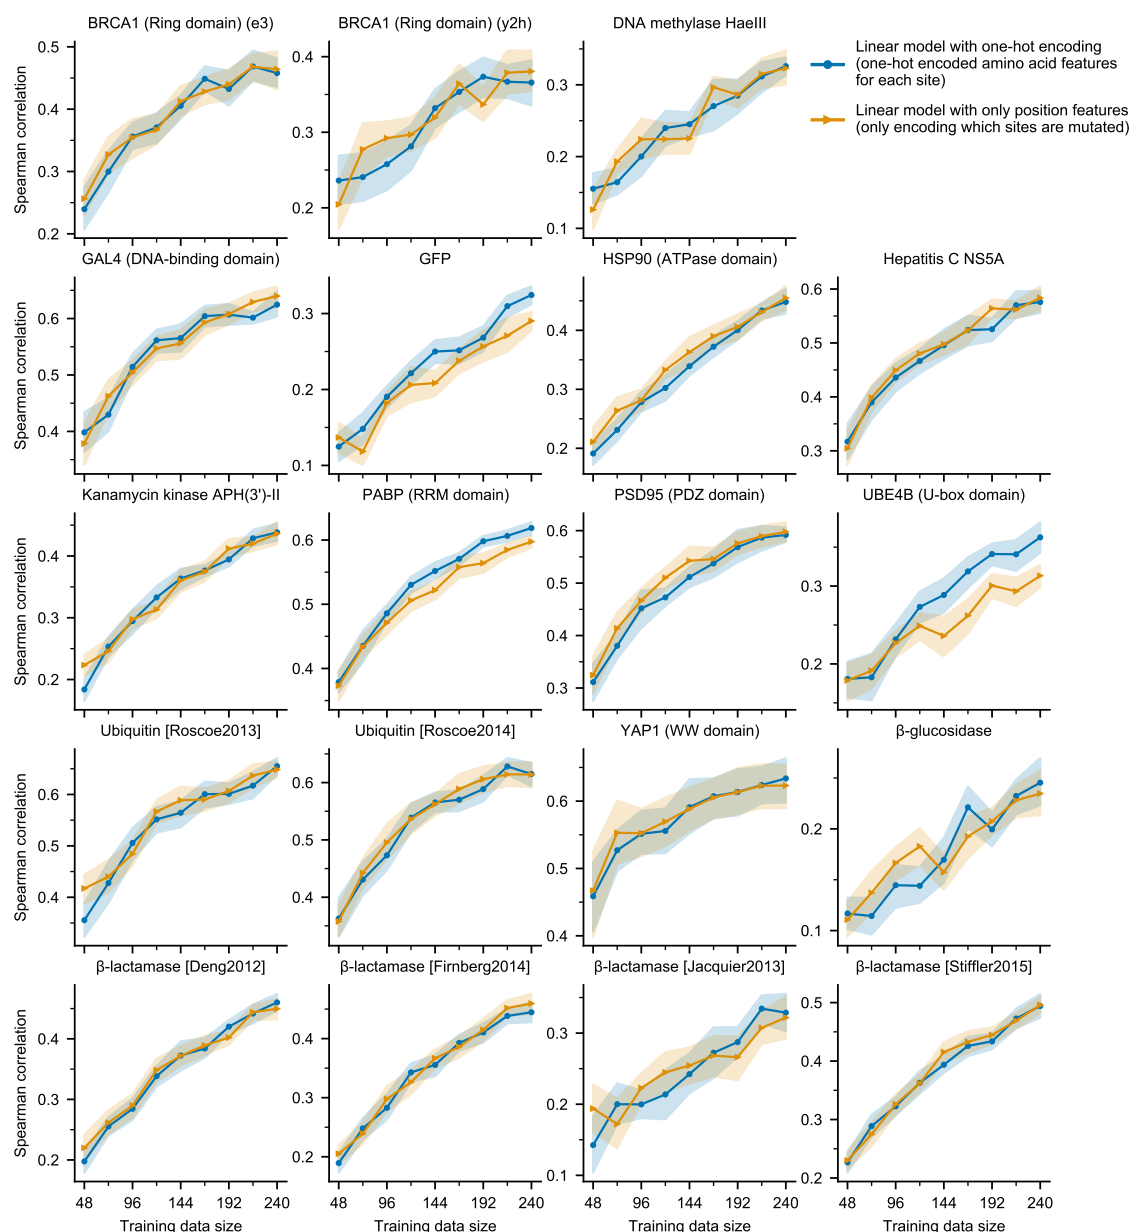 BRCA1 (Ring domain) (e3)
BRCA1 (Ring domain) (y2h)
DNA methylase HaeIII
Linear model with one-hot encoding
(one-hot encoded amino acid features
for each site)
Linear model with only position features
(only encoding which sites are mutated)
Spearman correlation
0.5
0.4
0.3
0.2
0.4
0.3
0.2
0.3
0.2
0.1
48
96
144
192
240
GAL4 (DNA-binding domain)
GFP
HSP90 (ATPase domain)
Hepatitis C NS5A
Spearman correlation
0.6
0.5
0.4
0.3
0.2
0.1
0.4
0.3
0.2
0.6
0.5
0.4
0.3
Kanamycin kinase APH(3')-II
PABP (RRM domain)
PSD95 (PDZ domain)
UBE4B (U-box domain)
Spearman correlation
0.4
0.3
0.2
0.6
0.5
0.4
0.6
0.5
0.4
0.3
0.3
0.2
Ubiquitin [Roscoe2013]
Ubiquitin [Roscoe2014]
YAP1 (WW domain)
β-glucosidase
Spearman correlation
0.6
0.5
0.4
0.6
0.5
0.4
0.6
0.5
0.4
0.2
0.1
β-lactamase [Deng2012]
β-lactamase [Firnberg2014]
β-lactamase [Jacquier2013]
β-lactamase [Stiffler2015]
Spearman correlation
0.4
0.3
0.2
0.4
0.3
0.2
0.3
0.2
0.1
0.5
0.4
0.3
0.2
48 96 144 192 240
48 96 144 192 240
48 96 144 192 240
48 96 144 192 240
Training data size
Training data size
Training data size
Training data size